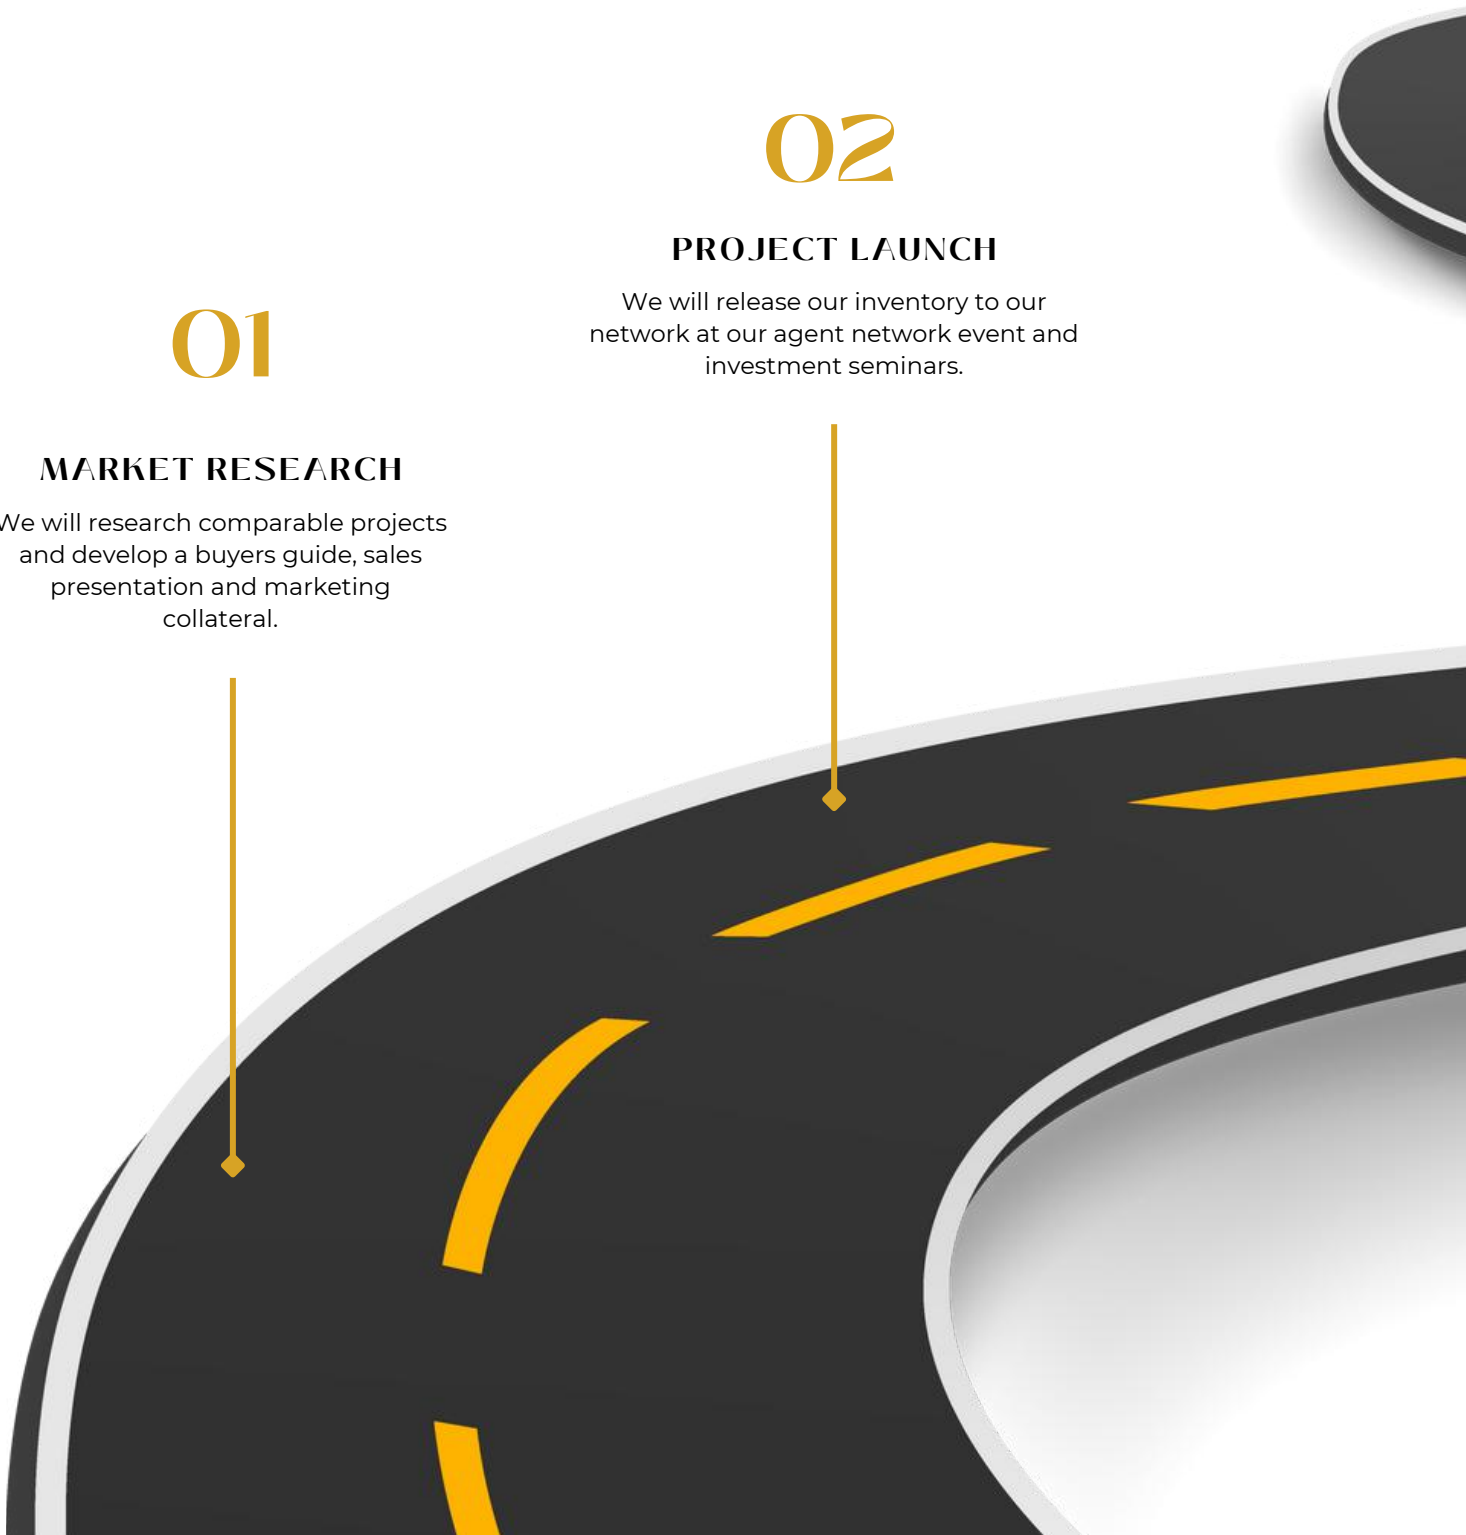 01
MARKET RESEARCH
We will research comparable projects
and develop a buyers guide, sales
presentation and marketing
collateral.
02
PROJECT LAUNCH
We will release our inventory to our
network at our agent network event and
investment seminars.